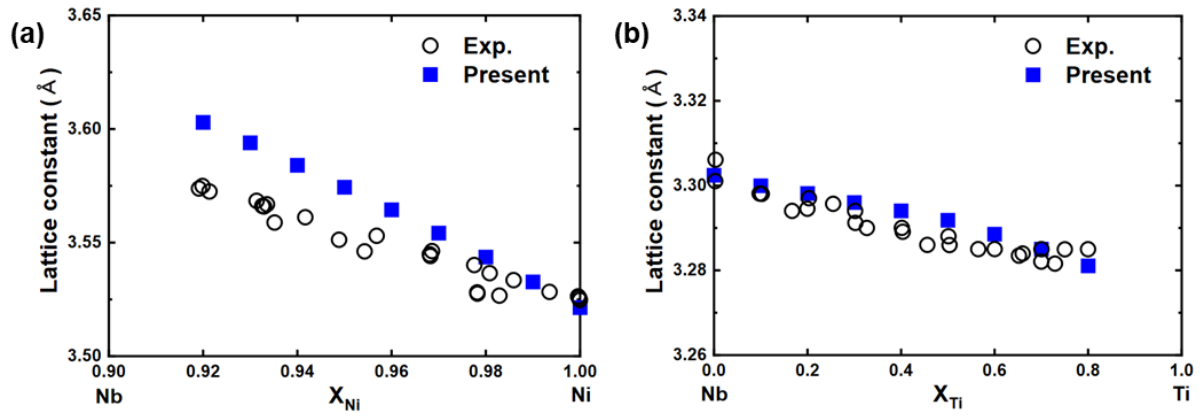 (a)
Lattice constant ( Å )
3.65
3.60
3.55
3.50
Exp.
Present
0.90
0.92
0.94
0.96
0.98
1.00
Nb
X_Ni
Ni
(b)
Lattice constant ( Å )
3.34
3.32
3.30
3.28
3.26
Exp.
Present
0.0
0.2
0.4
0.6
0.8
1.0
Nb
X_Ti
Ti